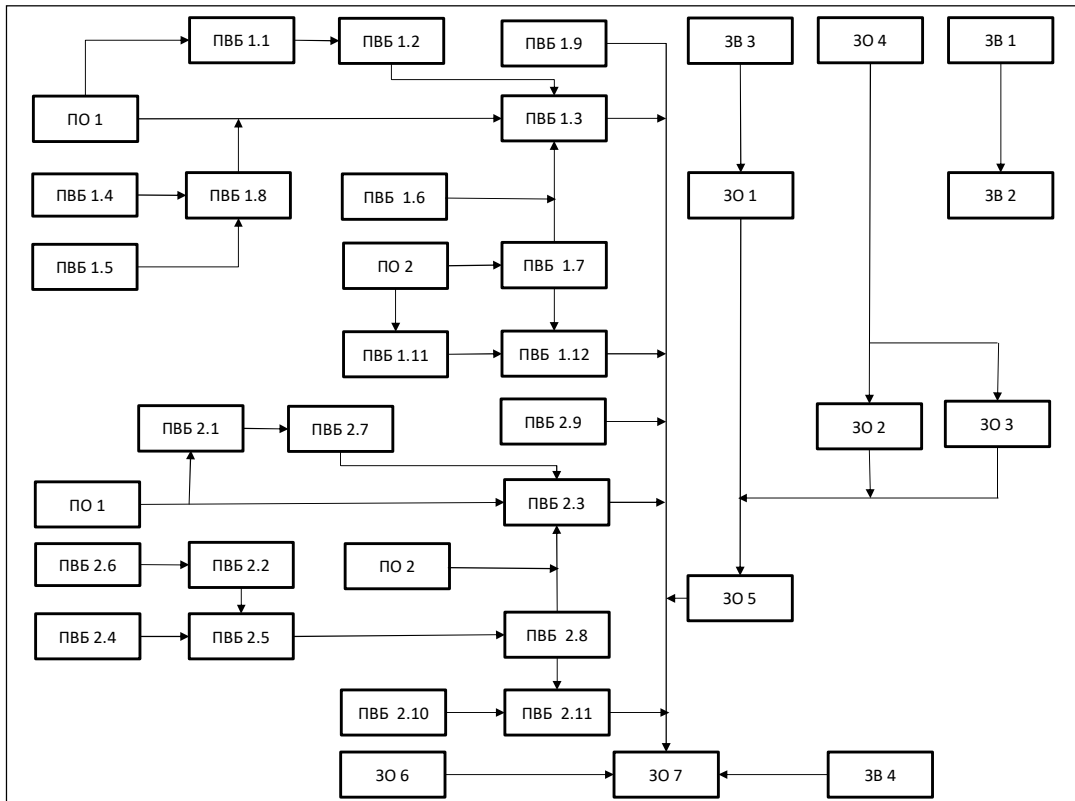 ПВБ 1.1
ПВБ 1.2
ПВБ 1.9
ЗВ 3
ЗО 4
ЗВ 1
ПО 1
ПВБ 1.3
ПВБ 1.4
ПВБ 1.8
ПВБ 1.6
ЗО 1
ЗВ 2
ПВБ 1.5
ПО 2
ПВБ 1.7
ПВБ 1.11
ПВБ 1.12
ПВБ 2.1
ПВБ 2.7
ПВБ 2.9
ЗО 2
ЗО 3
ПО 1
ПВБ 2.3
ПВБ 2.6
ПВБ 2.2
ПО 2
ЗО 5
ПВБ 2.4
ПВБ 2.5
ПВБ 2.8
ПВБ 2.10
ПВБ 2.11
ЗО 6
ЗО 7
ЗВ 4